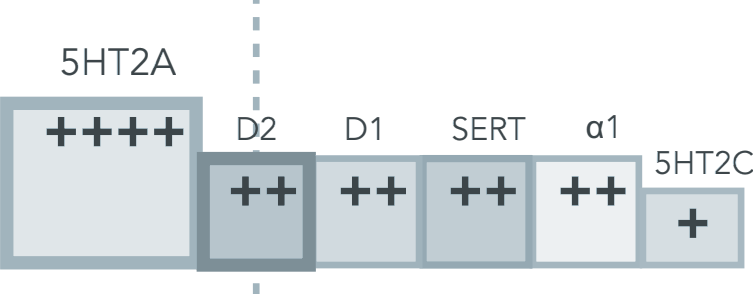 5HT2A
++++
D2
++
D1
++
SERT
++
α1
++
5HT2C
+